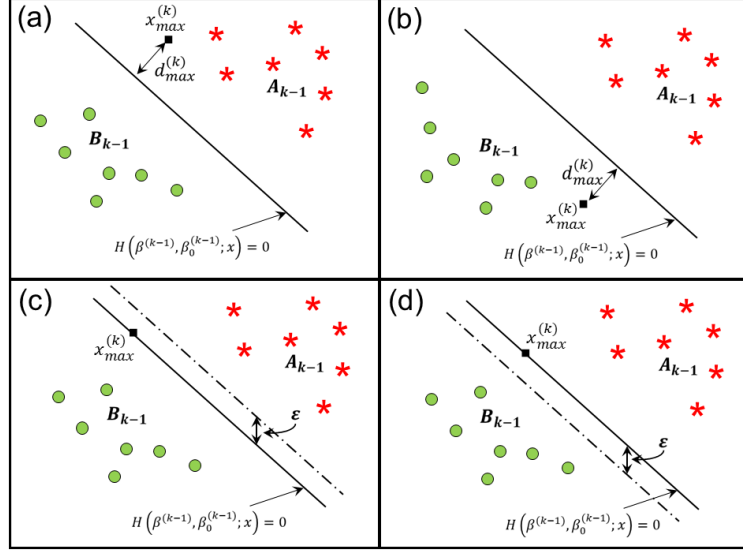 (a)
x_{max}^{(k)}
d_{max}^{(k)}
A_{k−1}
B_{k−1}
H(β^{(k−1)}, β_0^{(k−1)}; x) = 0
(b)
A_{k−1}
B_{k−1}
d_{max}^{(k)}
x_{max}^{(k)}
H(β^{(k−1)}, β_0^{(k−1)}; x) = 0
(c)
x_{max}^{(k)}
A_{k−1}
B_{k−1}
ε
H(β^{(k−1)}, β_0^{(k−1)}; x) = 0
(d)
x_{max}^{(k)}
A_{k−1}
B_{k−1}
ε
H(β^{(k−1)}, β_0^{(k−1)}; x) = 0